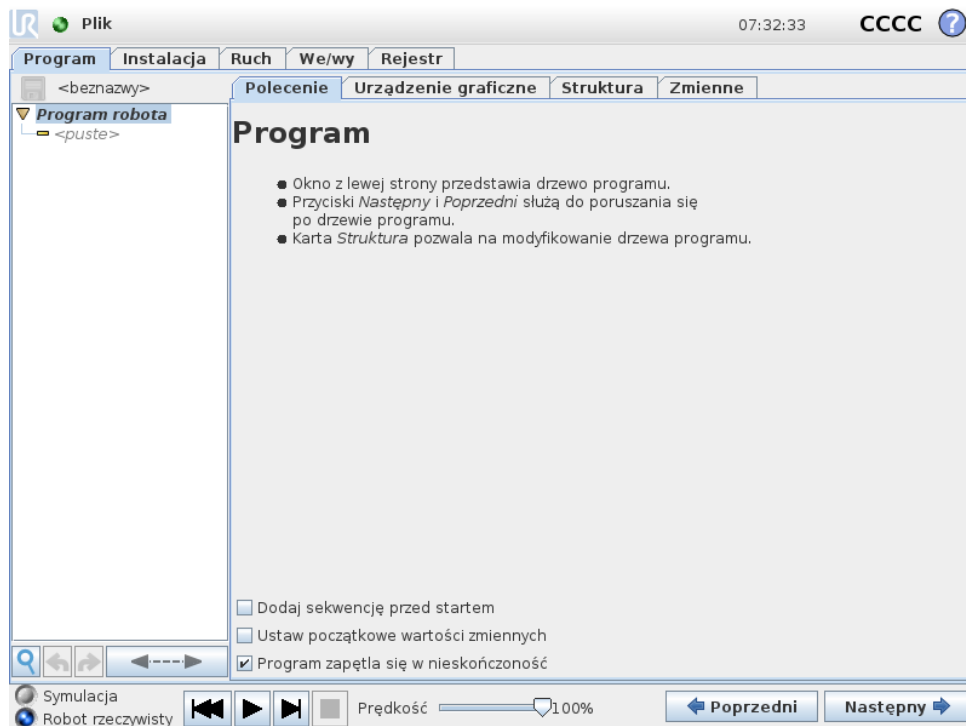 UR Plik 07:32:33 CCCC ?
Program Instalacja Ruch We/wy Rejestr
<beznazwy>
Polecenie Urządzenie graficzne Struktura Zmienne
Program robota
<puste>
Program
Okno z lewej strony przedstawia drzewo programu.
Przyciski Następny i Poprzedni służą do poruszania się
po drzewie programu.
Karta Struktura pozwala na modyfikowanie drzewa programu.
Dodaj sekwencję przed startem
Ustaw początkowe wartości zmiennych
Program zapętla się w nieskończoność
Symulacja
Robot rzeczywisty
Prędkość 100%
Poprzedni Następny